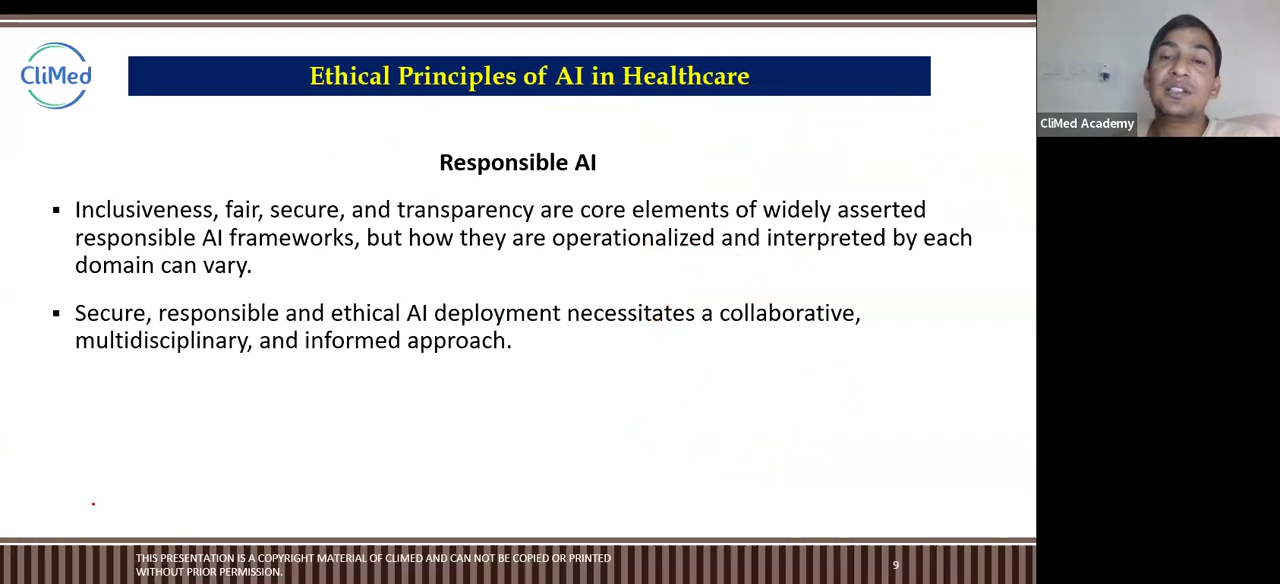 CliMed
Ethical Principles of AI in Healthcare
CliMed Academy
Responsible AI
▪ Inclusiveness, fair, secure, and transparency are core elements of widely asserted
responsible AI frameworks, but how they are operationalized and interpreted by each
domain can vary.
▪ Secure, responsible and ethical AI deployment necessitates a collaborative,
multidisciplinary, and informed approach.
THIS PRESENTATION IS A COPYRIGHT MATERIAL OF CLIMED AND CAN NOT BE COPIED OR PRINTED
WITHOUT PRIOR PERMISSION.
9